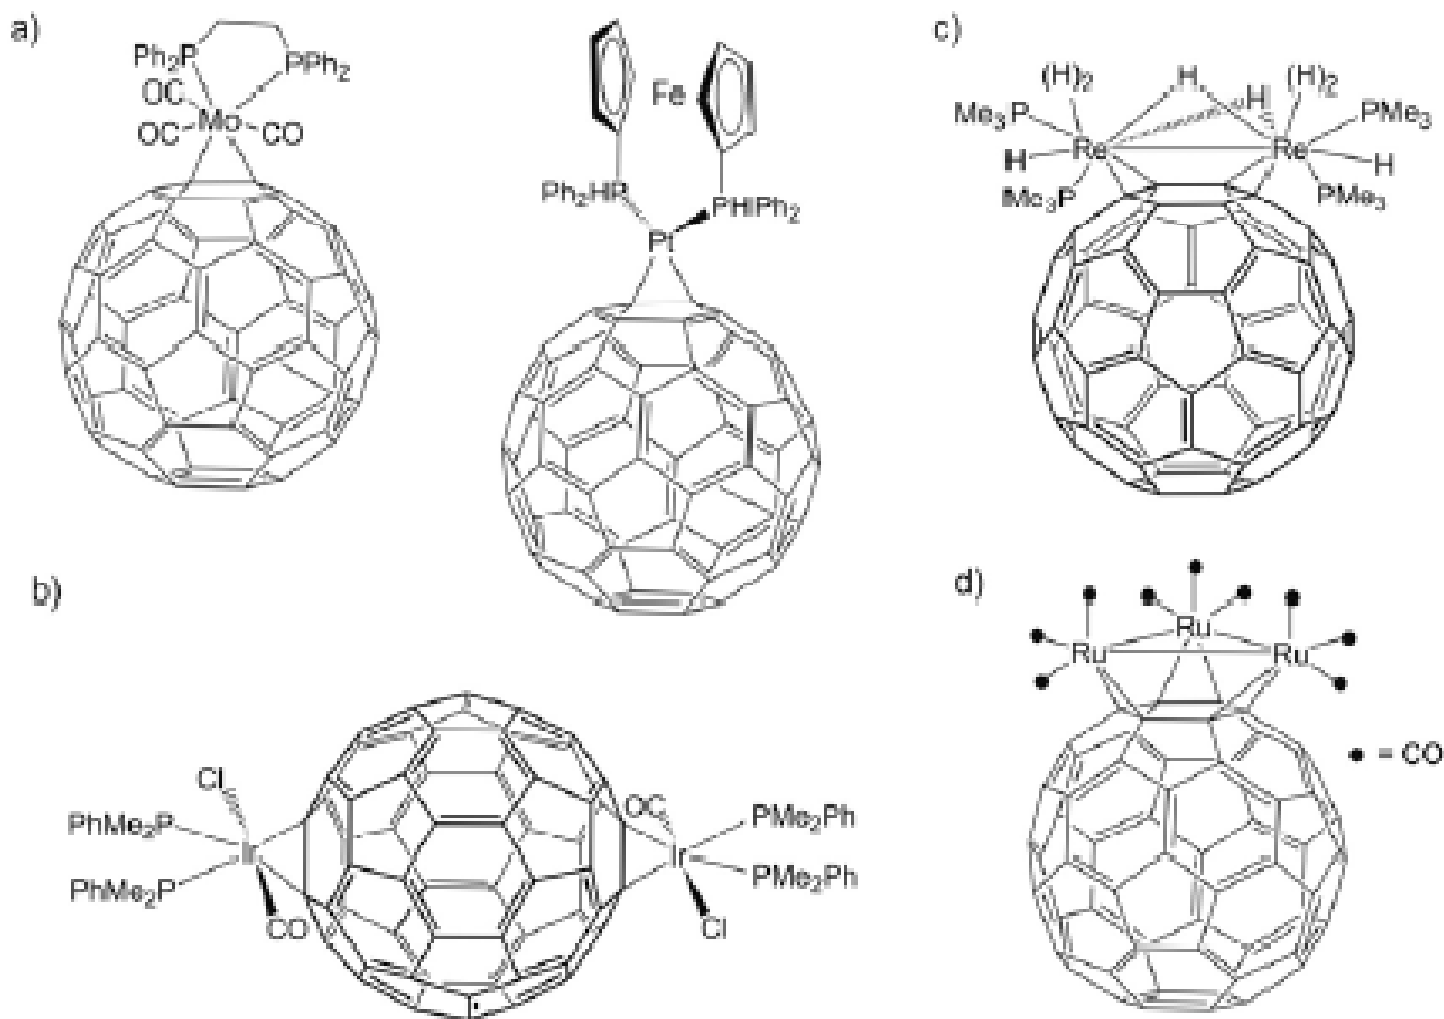 a)
Ph₂P
PPh₂
OC
Mo
OC
CO
Fe
Ph₂HP
PHPh₂
Pt
c)
(H)₂
H
(H)₂
H
Me₃P
PMe₃
Re
Re
H
H
Me₃P
PMe₃
b)
Cl
OC
PhMe₂P
PMe₂Ph
Ir
Ir
PhMe₂P
PMe₂Ph
CO
Cl
d)
Ru
Ru
Ru
● = CO